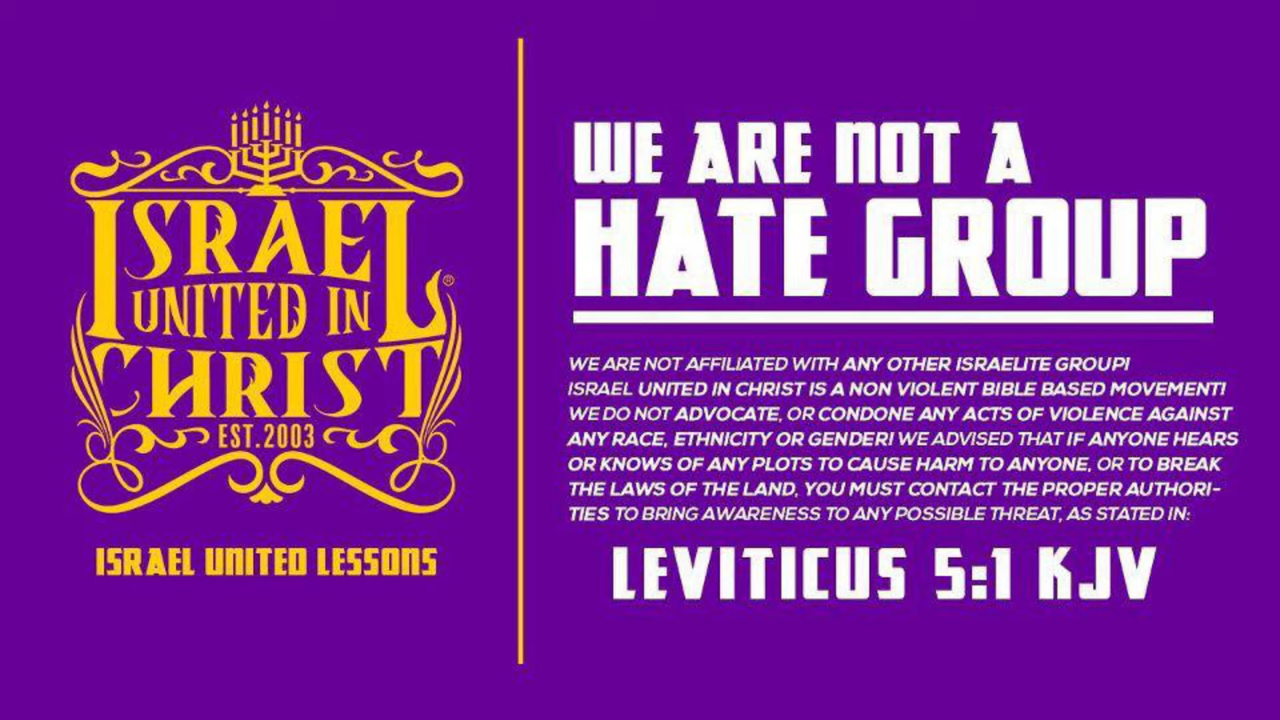 ISRAEL
UNITED IN
CHRIST
EST.2003
®
ISRAEL UNITED LESSONS
WE ARE NOT A
HATE GROUP
WE ARE NOT AFFILIATED WITH ANY OTHER ISRAELITE GROUP!
ISRAEL UNITED IN CHRIST IS A NON VIOLENT BIBLE BASED MOVEMENT!
WE DO NOT ADVOCATE, OR CONDONE ANY ACTS OF VIOLENCE AGAINST
ANY RACE, ETHNICITY OR GENDER! WE ADVISED THAT IF ANYONE HEARS
OR KNOWS OF ANY PLOTS TO CAUSE HARM TO ANYONE, OR TO BREAK
THE LAWS OF THE LAND, YOU MUST CONTACT THE PROPER AUTHORI-
TIES TO BRING AWARENESS TO ANY POSSIBLE THREAT, AS STATED IN:
LEVITICUS 5:1 KJV